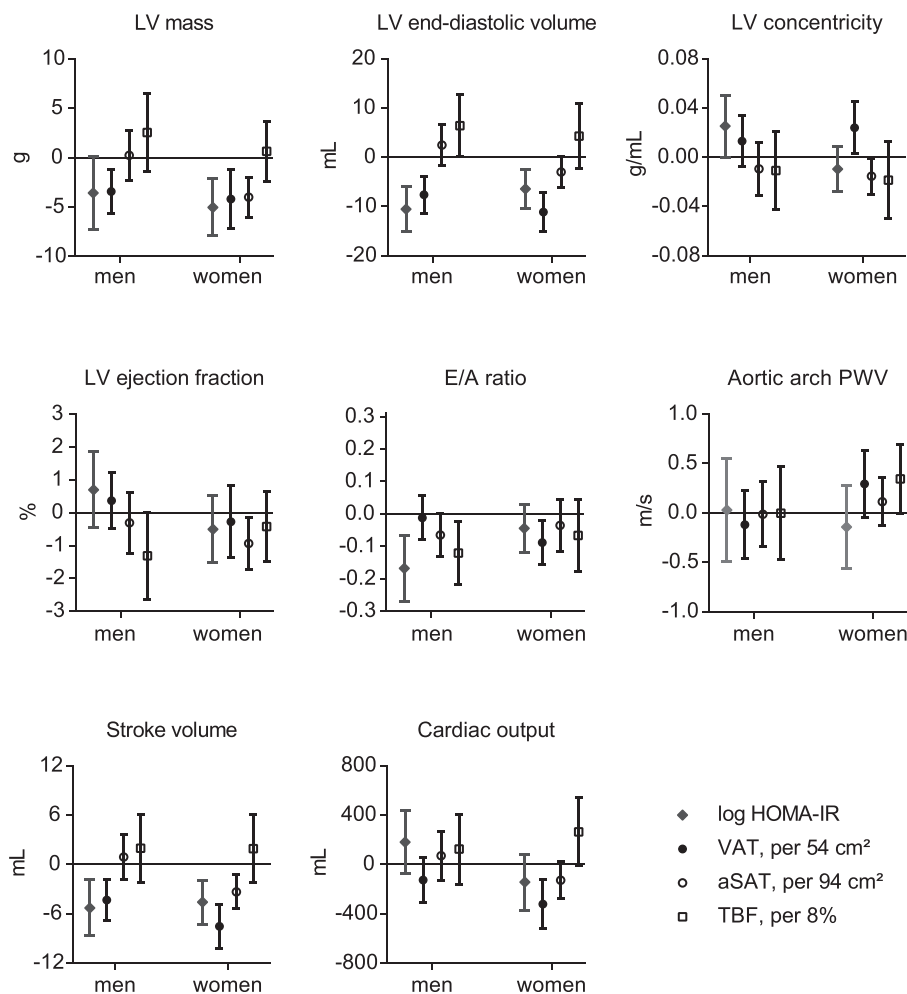 LV mass
LV end-diastolic volume
LV concentricity
10
5
0
-5
-10
g
men
women
20
10
0
-10
-20
mL
men
women
0.08
0.04
0.00
-0.04
-0.08
g/mL
men
women
LV ejection fraction
E/A ratio
Aortic arch PWV
3
2
1
0
-1
-2
-3
%
men
women
0.3
0.2
0.1
0.0
-0.1
-0.2
-0.3
men
women
1.0
0.5
0.0
-0.5
-1.0
m/s
men
women
Stroke volume
Cardiac output
12
6
0
-6
-12
mL
men
women
800
400
0
-400
-800
mL
men
women
log HOMA-IR
VAT, per 54 cm²
aSAT, per 94 cm²
TBF, per 8%